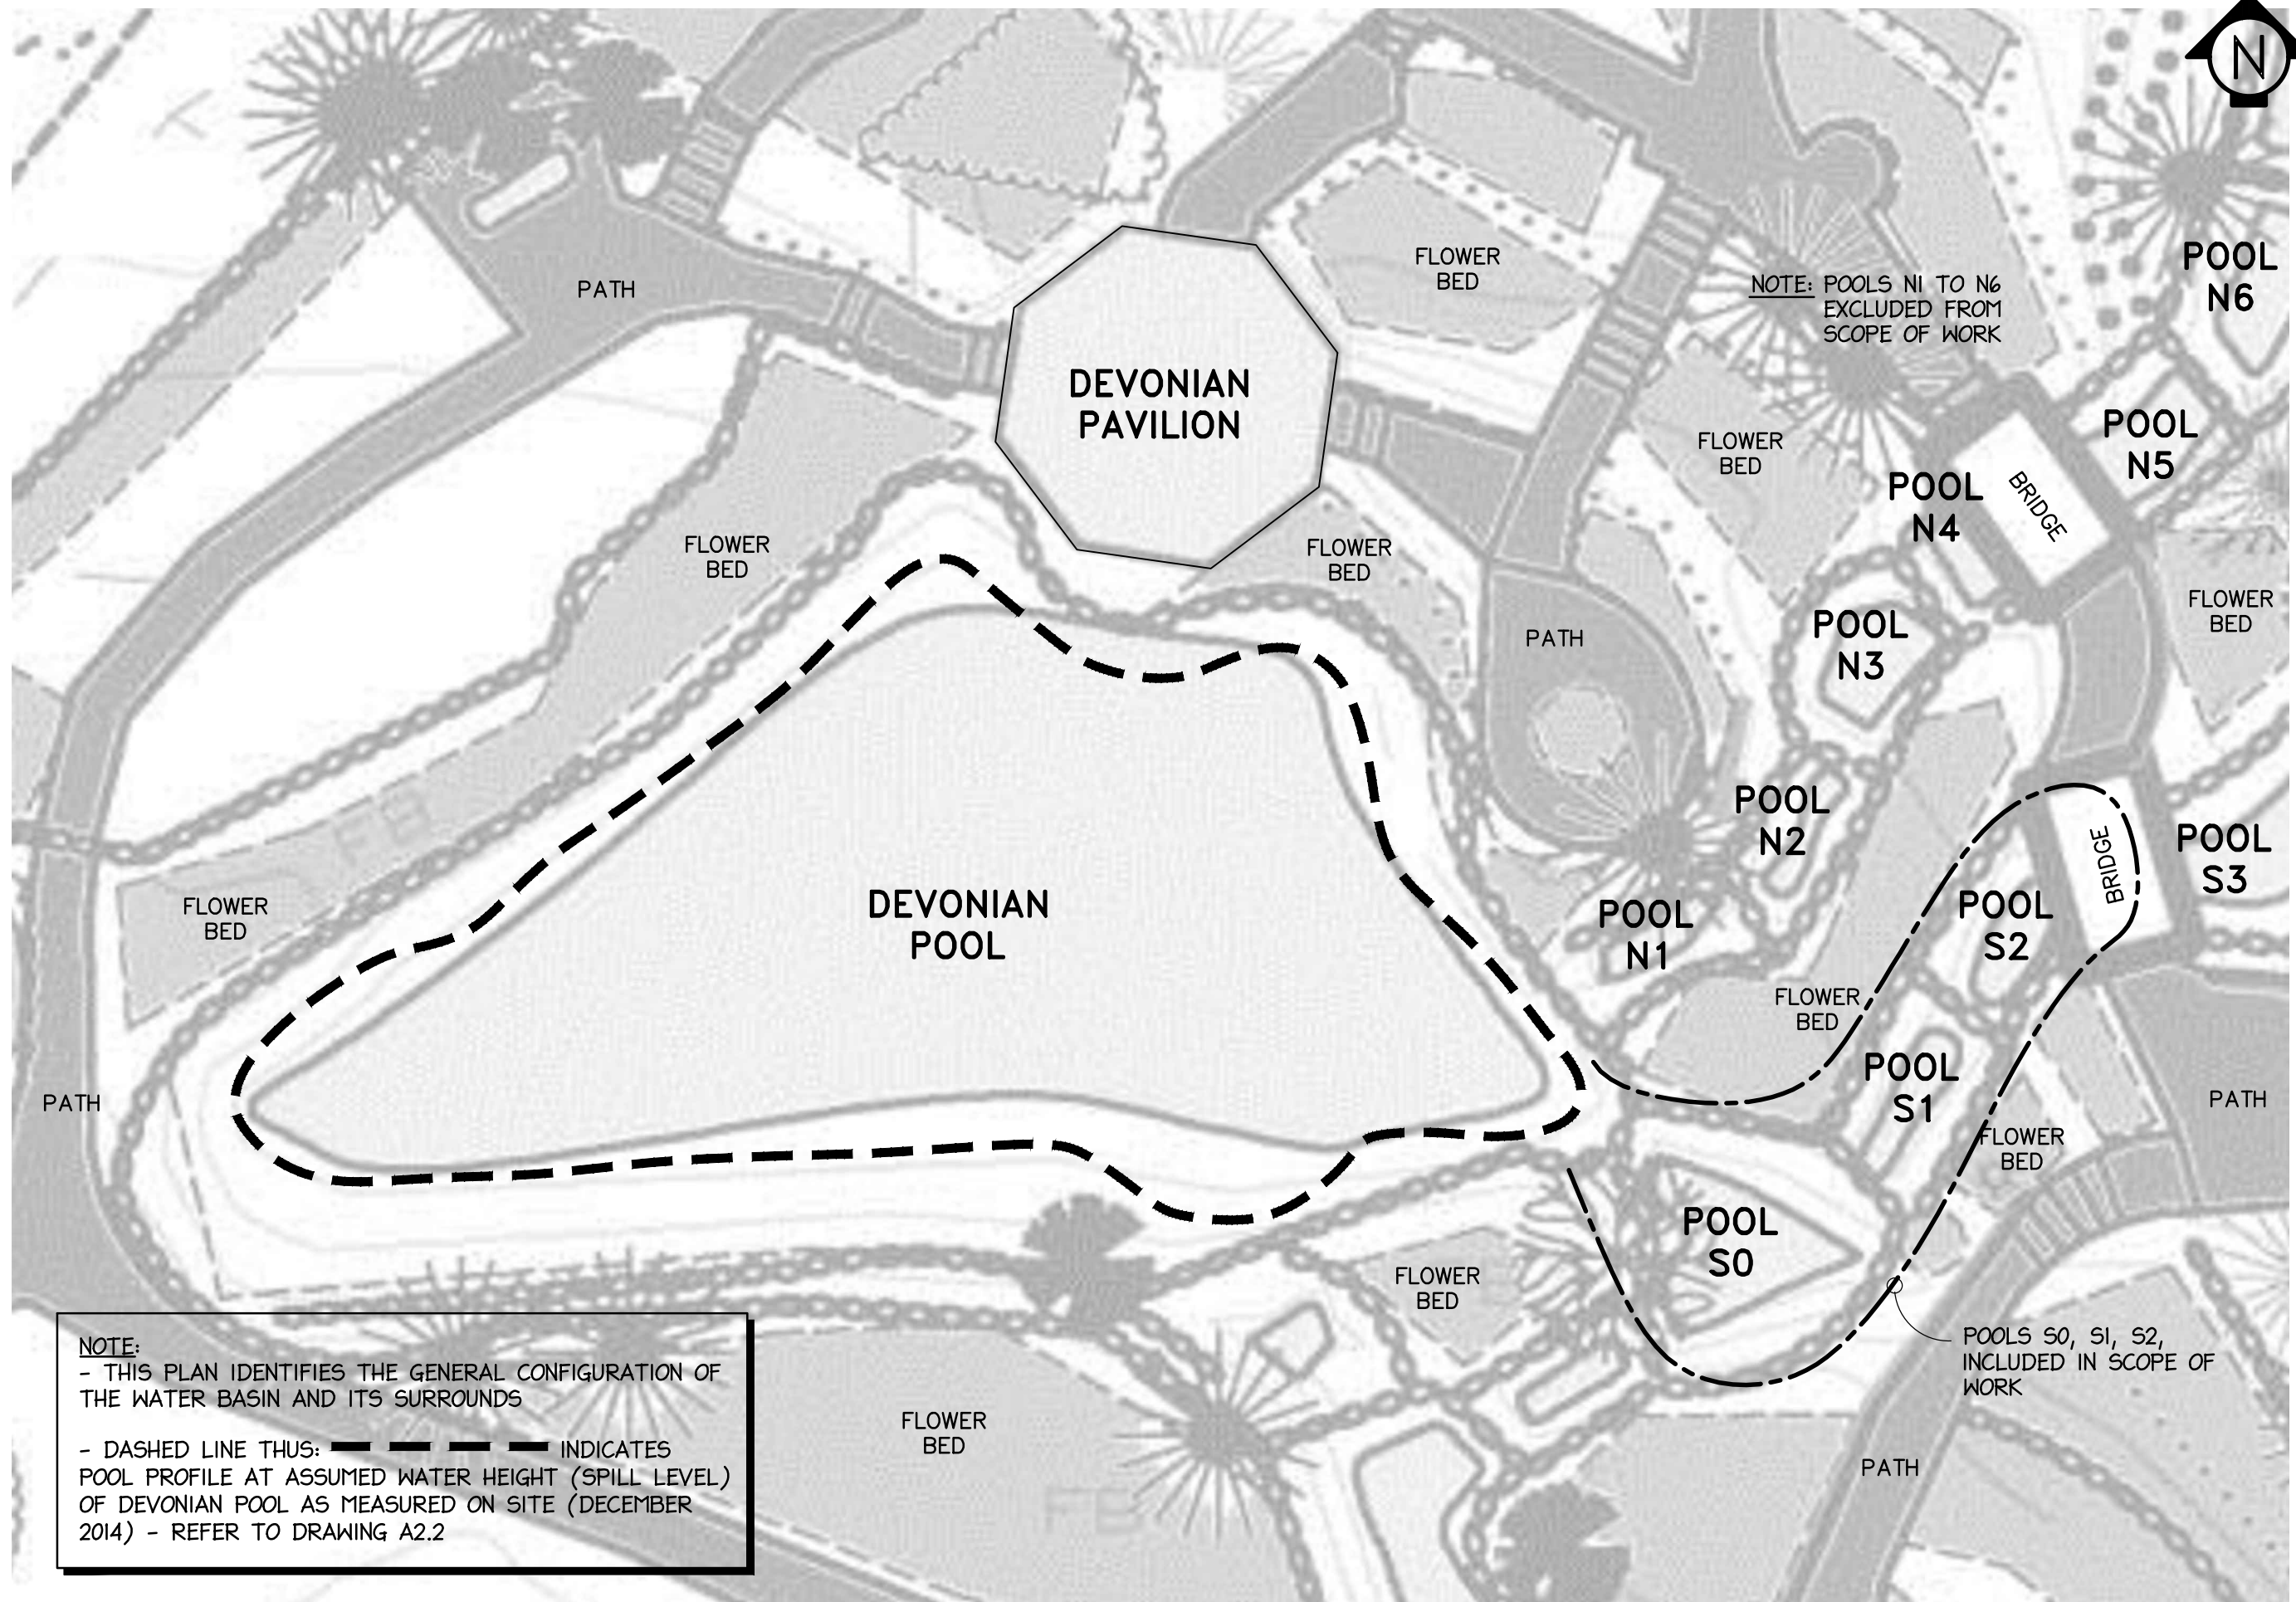 N
POOL
N6
FLOWER
BED
NOTE: POOLS N1 TO N6
EXCLUDED FROM
SCOPE OF WORK
PATH
DEVONIAN
PAVILION
POOL
N5
FLOWER
BED
POOL
N4
BRIDGE
FLOWER
BED
FLOWER
BED
FLOWER
BED
PATH
POOL
N3
POOL
N2
BRIDGE
POOL
S3
FLOWER
BED
DEVONIAN
POOL
POOL
N1
POOL
S2
FLOWER
BED
PATH
POOL
S1
PATH
FLOWER
BED
POOL
S0
FLOWER
BED
POOLS S0, S1, S2,
INCLUDED IN SCOPE OF
WORK
FLOWER
BED
PATH
NOTE:
- THIS PLAN IDENTIFIES THE GENERAL CONFIGURATION OF
THE WATER BASIN AND ITS SURROUNDS
- DASHED LINE THUS: INDICATES
POOL PROFILE AT ASSUMED WATER HEIGHT (SPILL LEVEL)
OF DEVONIAN POOL AS MEASURED ON SITE (DECEMBER
2014) - REFER TO DRAWING A2.2